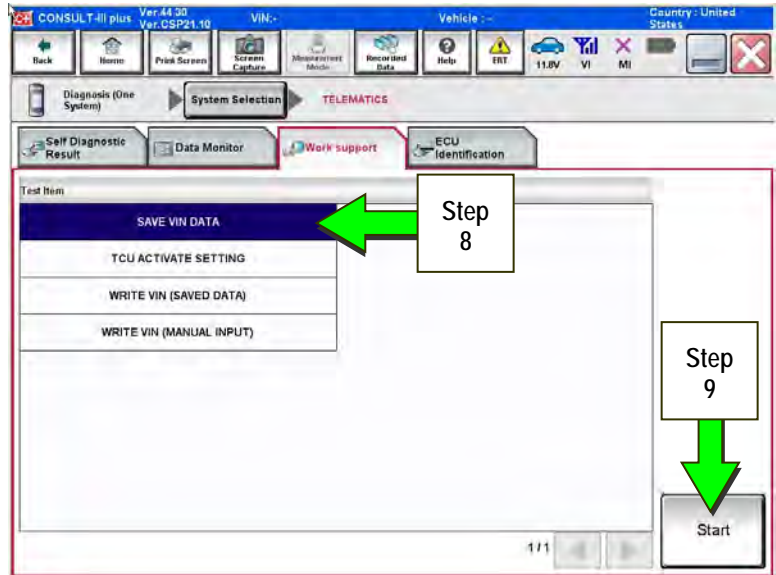 CONSULT-III plus Ver.44.30 VIN:- Vehicle : - Country : United
Ver.CSP21.10 States
Back Home Print Screen Screen Capture Measurement Mode Recorded Data Help ERT 11.8V VI MI
Diagnosis (One System) System Selection TELEMATICS
Self Diagnostic Result Data Monitor Work support ECU Identification
Test Item
SAVE VIN DATA
TCU ACTIVATE SETTING
WRITE VIN (SAVED DATA)
WRITE VIN (MANUAL INPUT)
Step
8
Step
9
Start
1/1